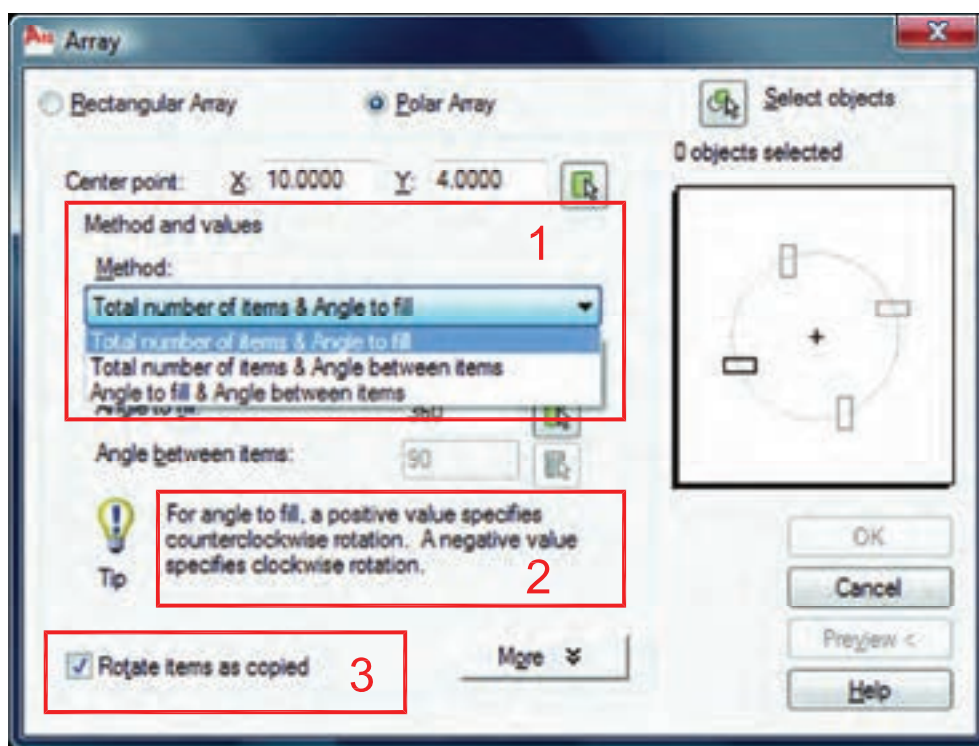 Array
Rectangular Array
Polar Array
Select objects
0 objects selected
Center point: X: 10.0000 Y: 4.0000
Method and values
1
Method:
Total number of items & Angle to fill
Total number of items & Angle to fill
Total number of items & Angle between items
Angle to fill & Angle between items
Angle to fill: 360
Angle between items: 90
For angle to fill, a positive value specifies
counterclockwise rotation. A negative value
specifies clockwise rotation.
2
Tip
Rotate items as copied
3
More
OK
Cancel
Preview <
Help